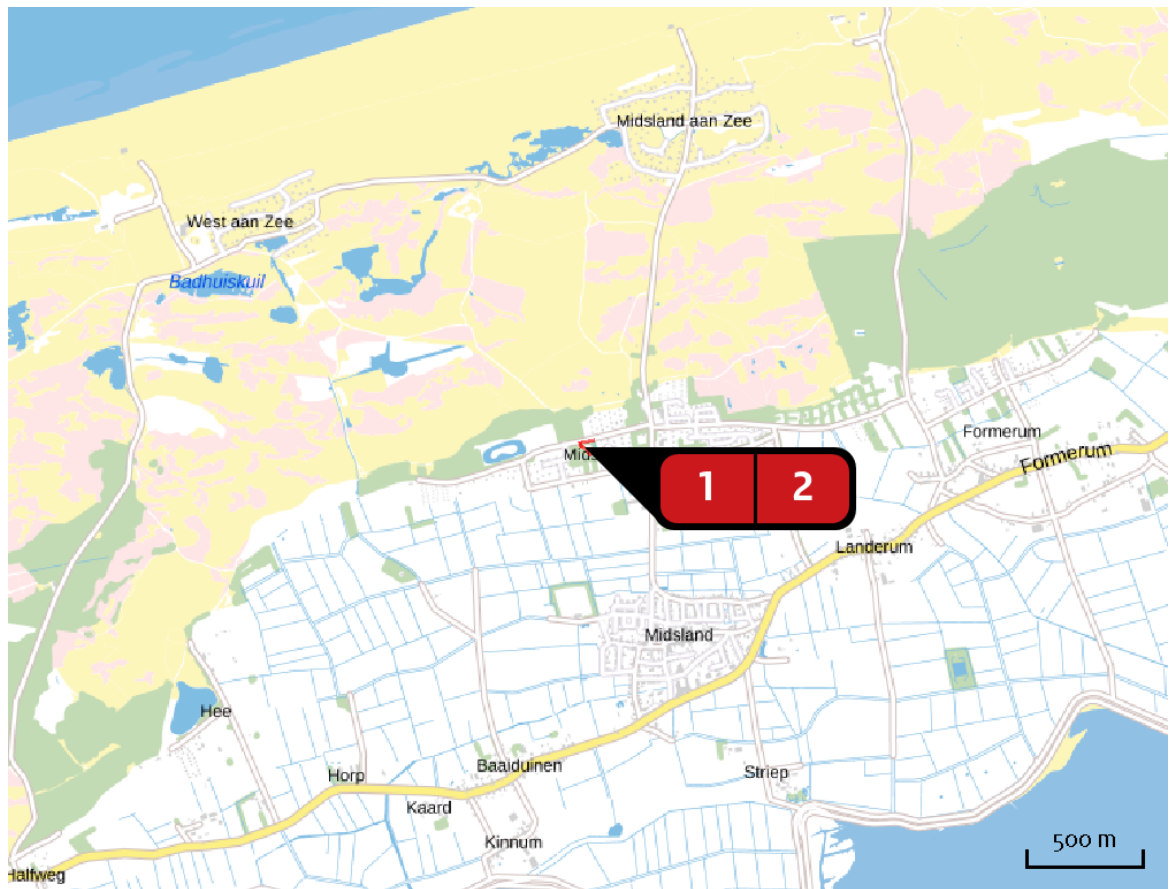 Midsland aan Zee
West aan Zee
Badhuiskuil
Formerum
Formerum
1 2
Landerum
Midsland
Hee
Baaiduinen
Striep
Horp
Kaard
Kinnum
500 m
Halfweg